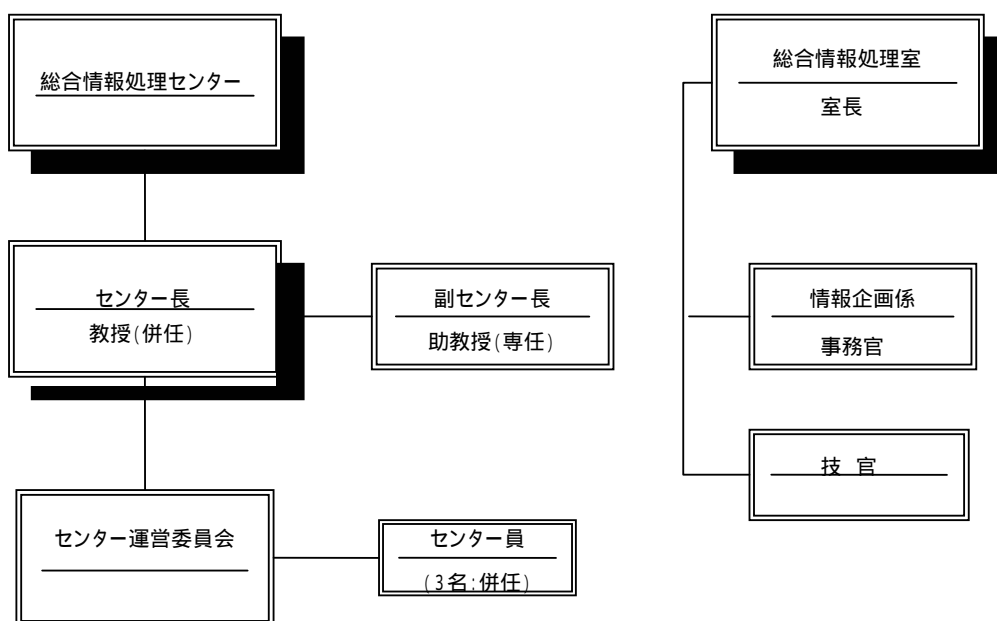 総合情報処理センター
総合情報処理室
室長
センター長
教授(併任)
副センター長
助教授(専任)
情報企画係
事務官
技 官
センター運営委員会
センター員
(3名:併任)